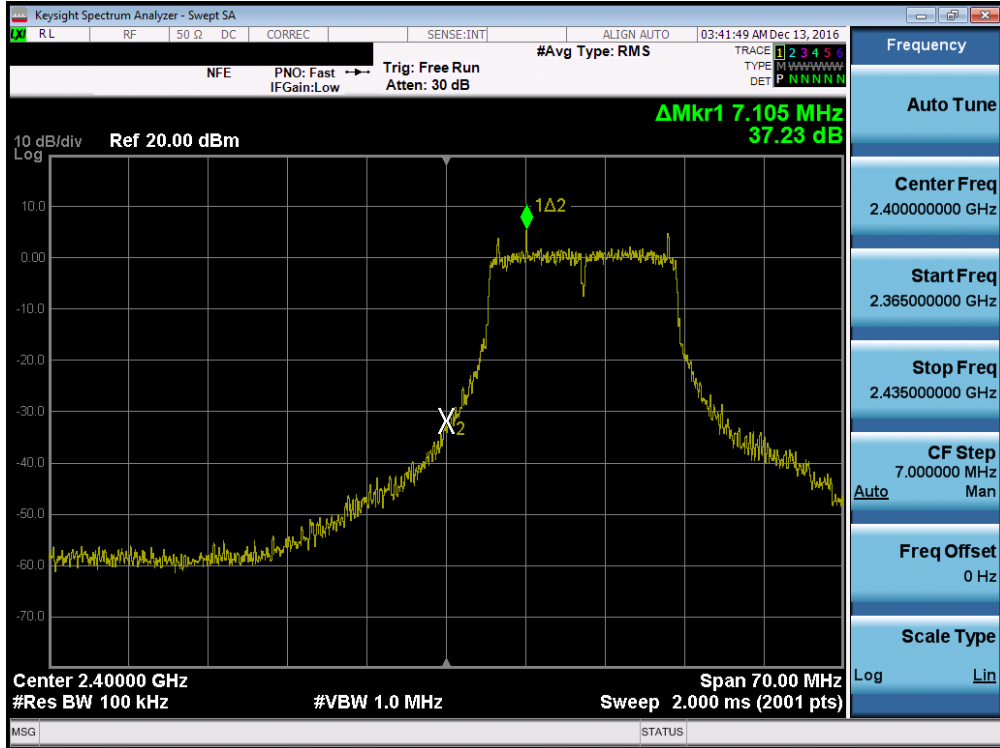 Keysight Spectrum Analyzer - Swept SA
LXI RL RF 50 Ω DC CORREC SENSE:INT ALIGN AUTO 03:41:49 AM Dec 13, 2016
NFE PNO: Fast IFGain:Low
Trig: Free Run
Atten: 30 dB
#Avg Type: RMS
TRACE 1 2 3 4 5 6
TYPE M WWWWW
DET P N N N N N
ΔMkr1 7.105 MHz
37.23 dB
10 dB/div Ref 20.00 dBm
Log
10.0
0.00
-10.0
-20.0
-30.0
-40.0
-50.0
-60.0
-70.0
1Δ2
X2
Center 2.40000 GHz Span 70.00 MHz
#Res BW 100 kHz #VBW 1.0 MHz Sweep 2.000 ms (2001 pts)
MSG STATUS
Frequency
Auto Tune
Center Freq
2.400000000 GHz
Start Freq
2.365000000 GHz
Stop Freq
2.435000000 GHz
CF Step
7.000000 MHz
Auto Man
Freq Offset
0 Hz
Scale Type
Log Lin